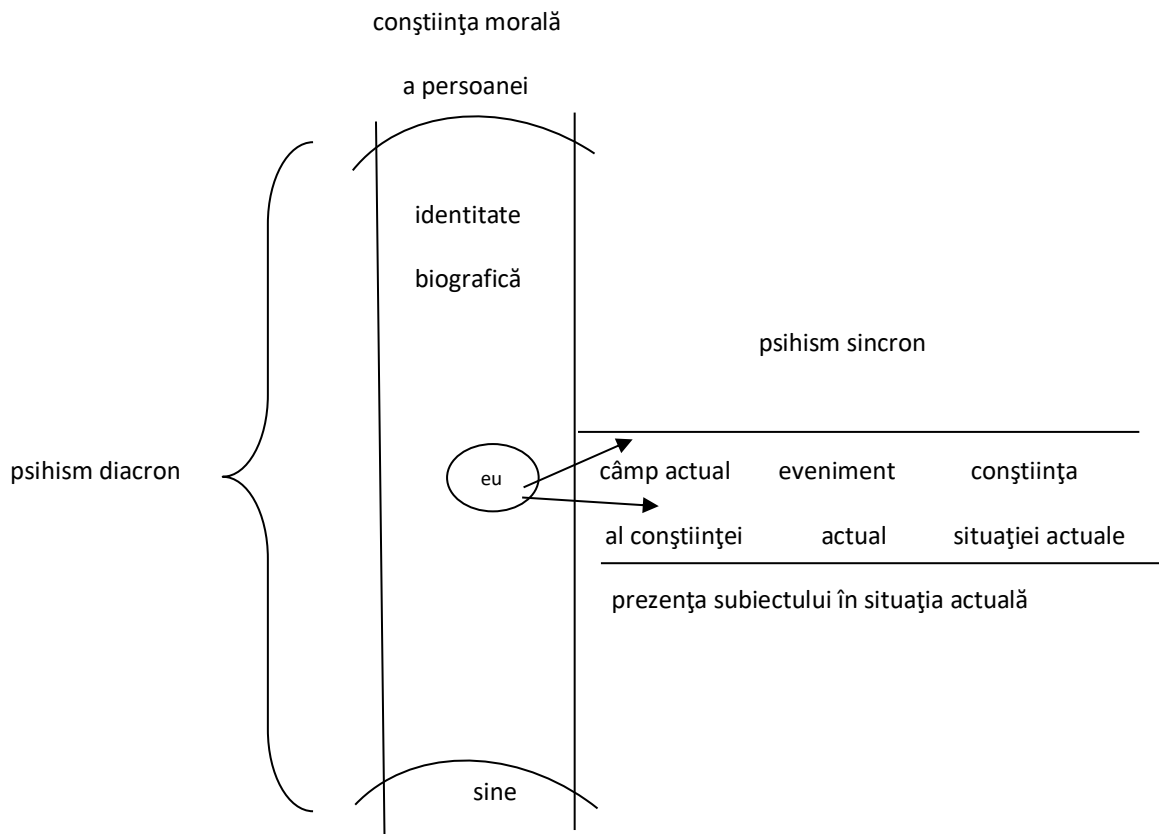 conştiinţa morală
a persoanei
identitate
biografică
psihism sincron
psihism diacron
eu
câmp actual eveniment conştiinţa
al conştiinţei actual situaţiei actuale
prezenţa subiectului în situaţia actuală
sine